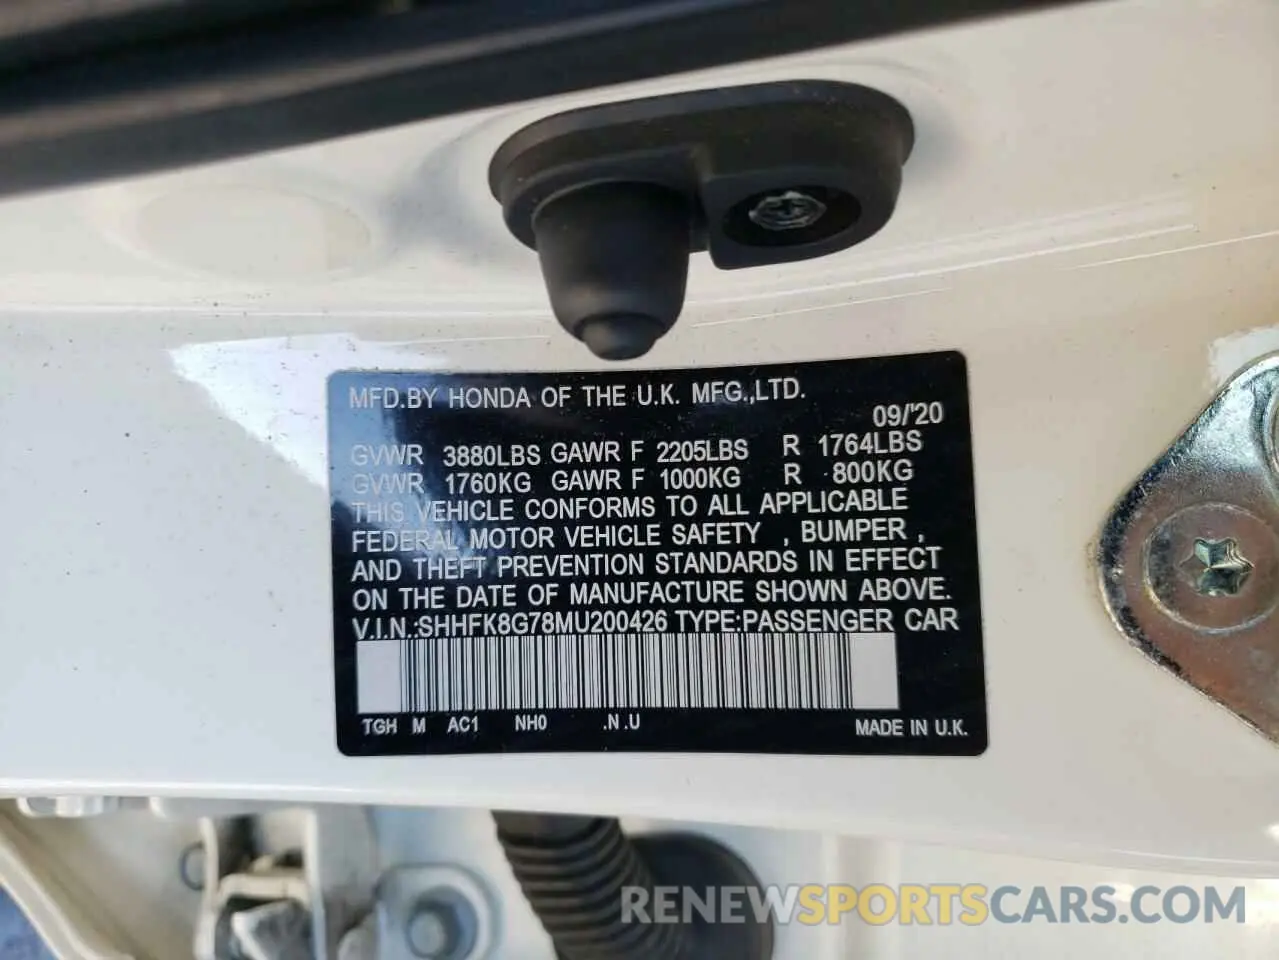 MFD.BY HONDA OF THE U.K. MFG.,LTD.
09/'20
GVWR 3880LBS GAWR F 2205LBS R 1764LBS
GVWR 1760KG GAWR F 1000KG R 800KG
THIS VEHICLE CONFORMS TO ALL APPLICABLE
FEDERAL MOTOR VEHICLE SAFETY , BUMPER ,
AND THEFT PREVENTION STANDARDS IN EFFECT
ON THE DATE OF MANUFACTURE SHOWN ABOVE.
V.I.N.:SHHFK8G78MU200426 TYPE:PASSENGER CAR
TGH M AC1 NH0 .N .U MADE IN U.K.
RENEWSPORTSCARS.COM